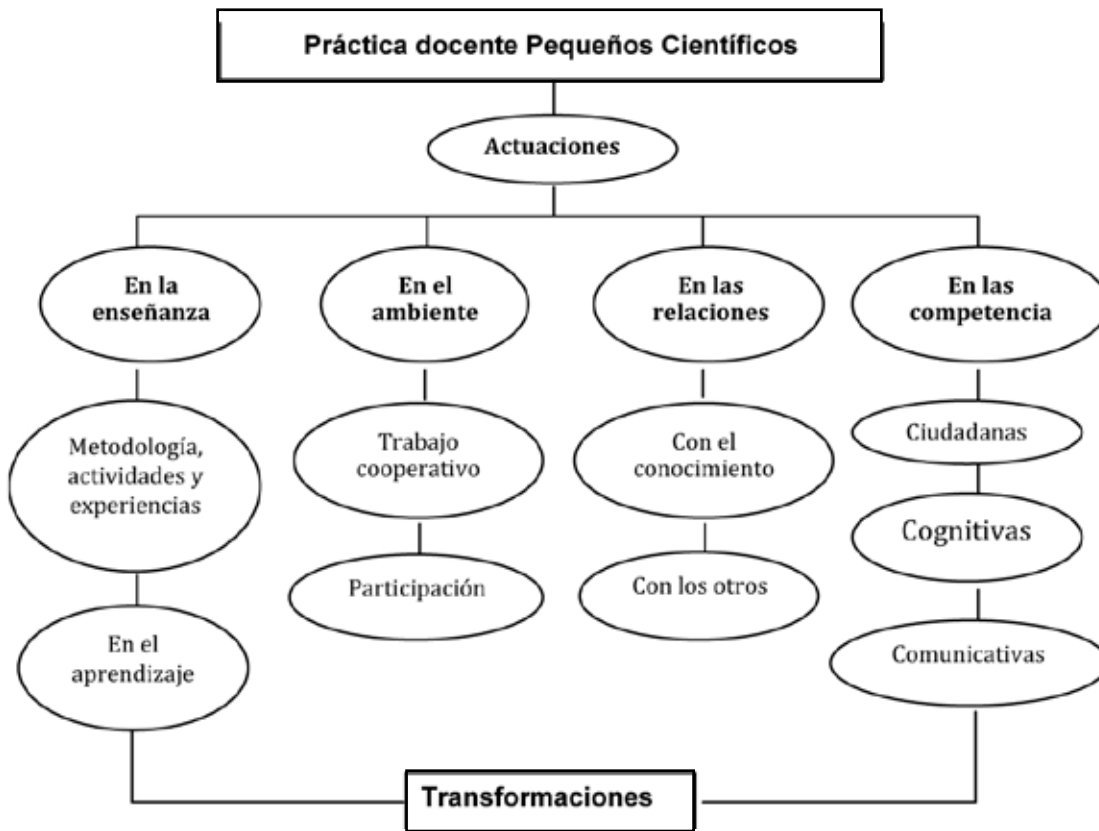 Práctica docente Pequeños Científicos
Actuaciones
En la
enseñanza
En el
ambiente
En las
relaciones
En las
competencia
Metodología,
actividades y
experiencias
Trabajo
cooperativo
Con el
conocimiento
Ciudadanas
Cognitivas
Participación
Con los otros
En el
aprendizaje
Comunicativas
Transformaciones